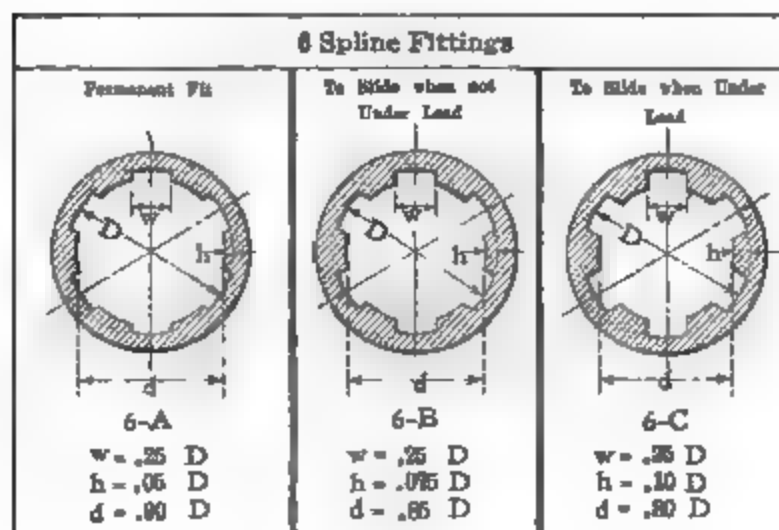 6 Spline Fittings
Permanent Fit
To Slide when not
Under Load
To Slide when Under
Load
w
D
h
d
6-A
w = .25 D
h = .05 D
d = .90 D
w
D
h
d
6-B
w = .25 D
h = .075 D
d = .85 D
w
D
h
d
6-C
w = .25 D
h = .10 D
d = .80 D